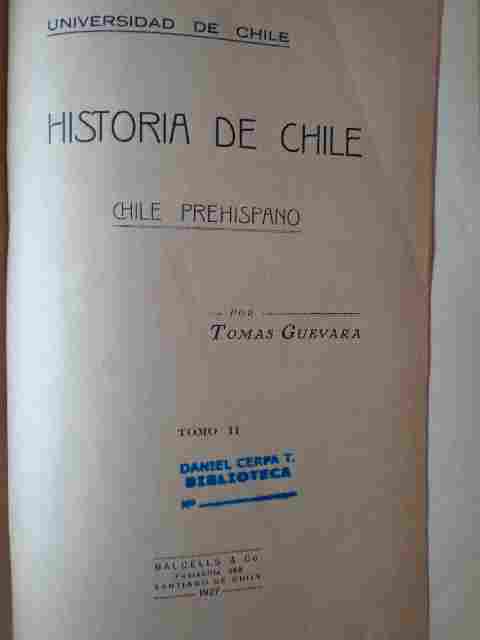 UNIVERSIDAD DE CHILE
HISTORIA DE CHILE
CHILE PREHISPANO
POR
TOMAS GUEVARA
TOMO II
DANIEL CERPA T.
BIBLIOTECA
Nº
BALCELLS & Co
SANTIAGO DE CHILE
1927